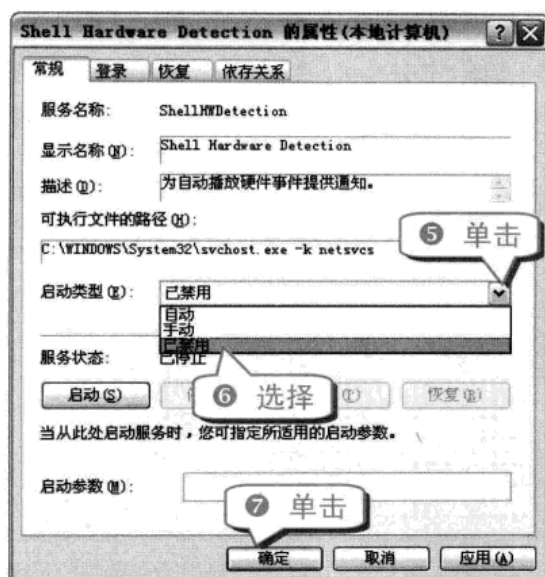 Shell Hardware Detection 的属性(本地计算机)
常规 登录 恢复 依存关系
服务名称: ShellHWDetection
显示名称(N): Shell Hardware Detection
描述(D): 为自动播放硬件事件提供通知。
可执行文件的路径(H):
C:\WINDOWS\System32\svchost.exe -k netsvcs
❺ 单击
启动类型(E): 已禁用
自动
手动
已禁用
服务状态: 已停止
❻ 选择
启动(S) (T) 恢复(R)
当从此处启动服务时，您可指定所适用的启动参数。
启动参数(M):
❼ 单击
确定 取消 应用(A)